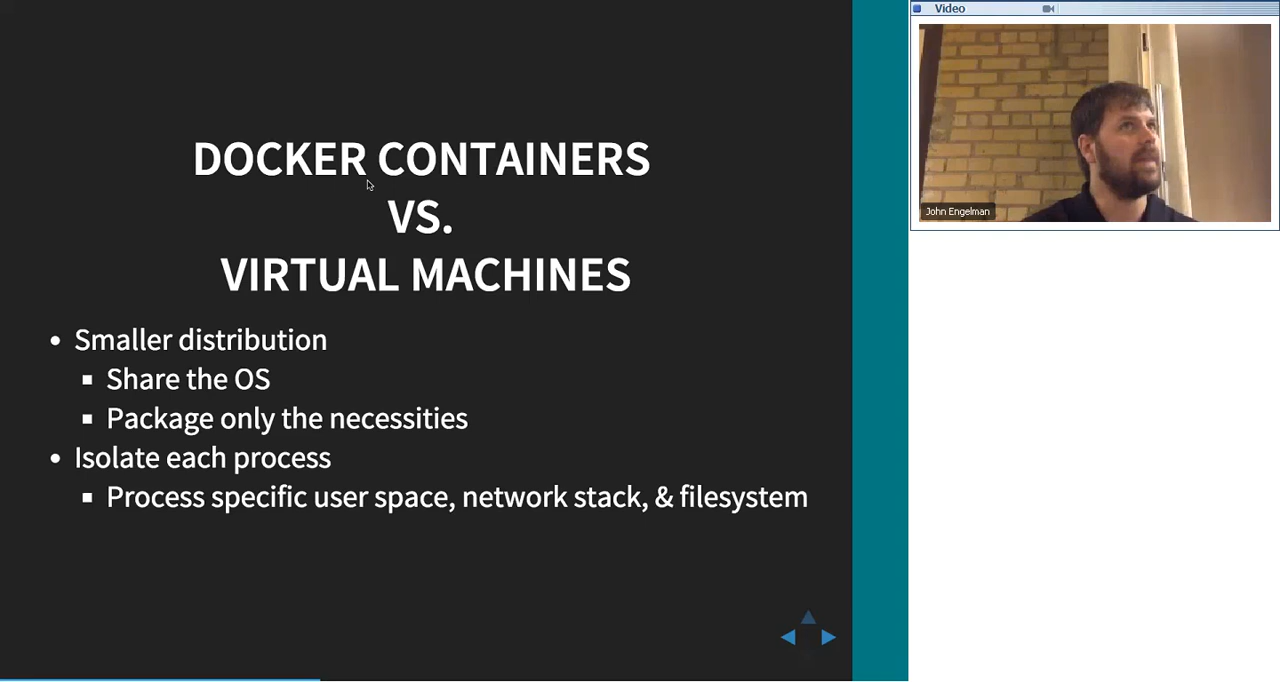 DOCKER CONTAINERS
VS.
VIRTUAL MACHINES
• Smaller distribution
▪ Share the OS
▪ Package only the necessities
• Isolate each process
▪ Process specific user space, network stack, & filesystem
Video
John Engelman